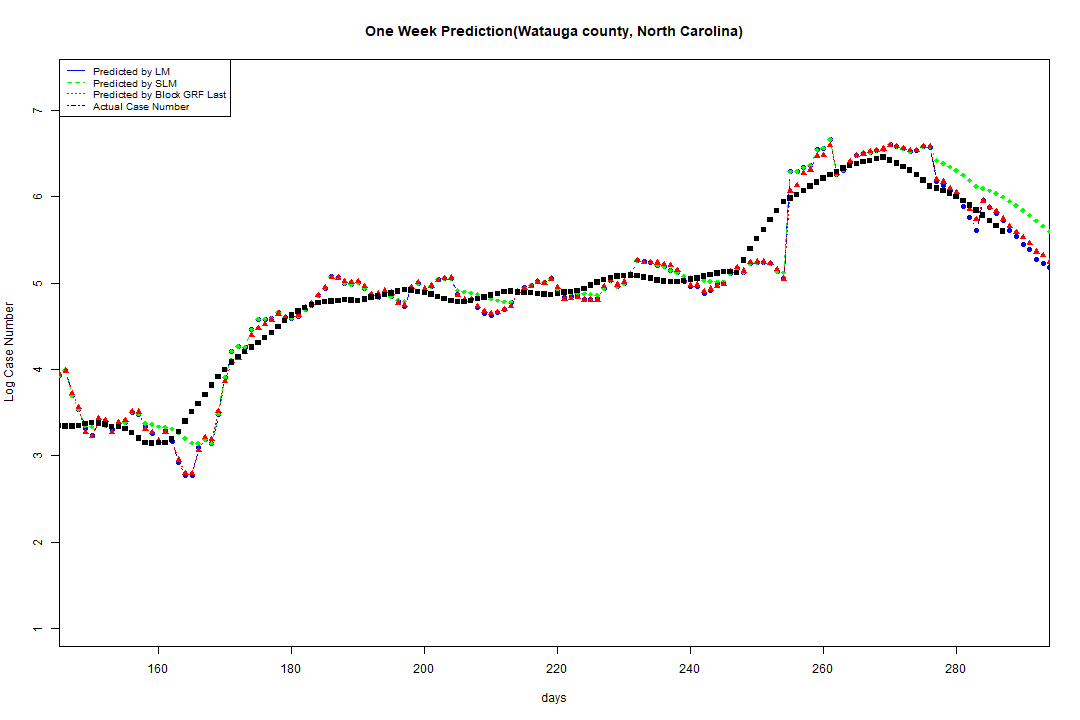 One Week Prediction(Watauga county, North Carolina)
Predicted by LM
Predicted by SLM
Predicted by Block GRF Last
Actual Case Number
7
6
5
4
3
2
1
Log Case Number
160 180 200 220 240 260 280
days